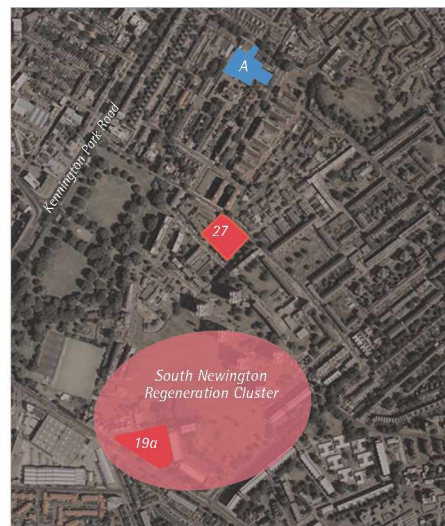 A
Kennington Park Road
27
South Newington
Regeneration Cluster
19a